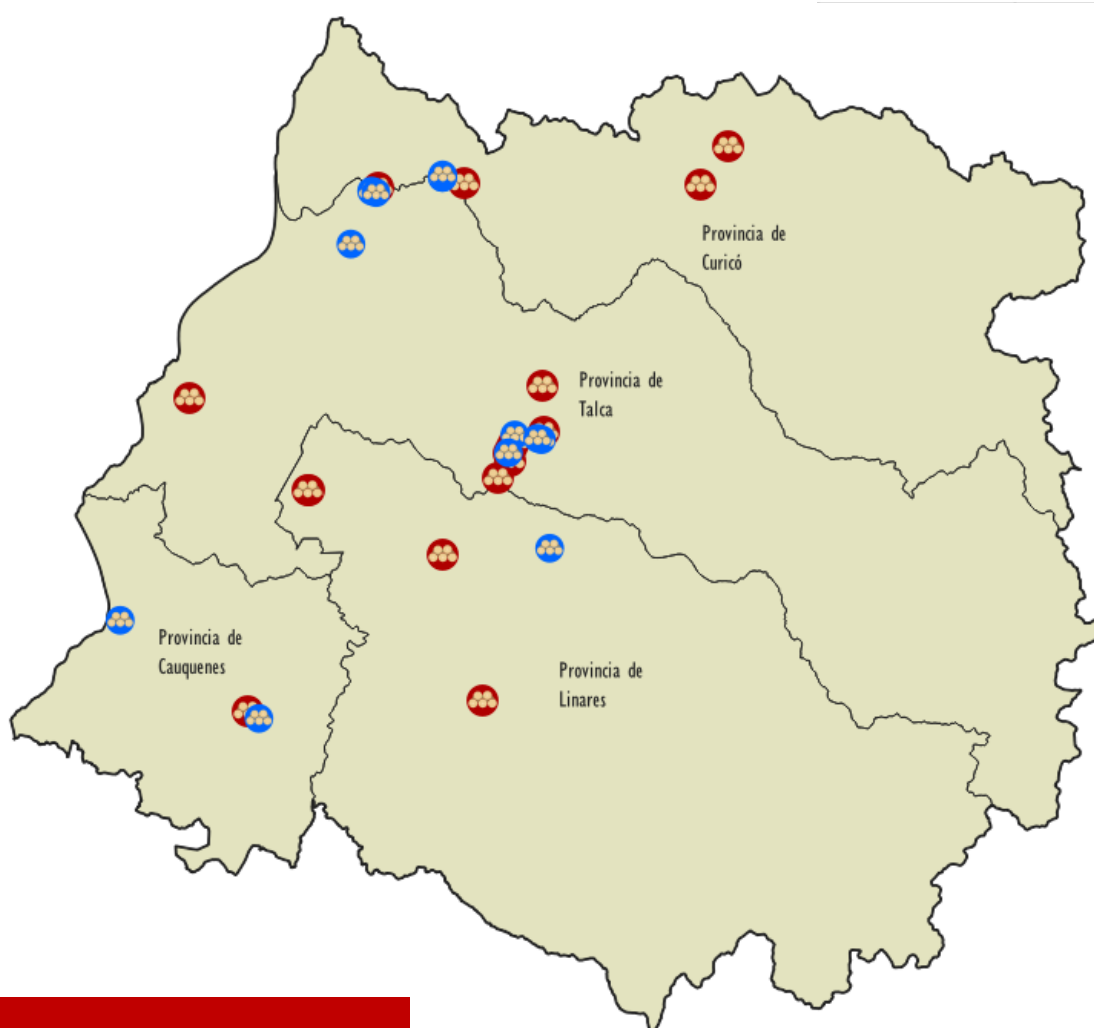 Provincia de
Curicó
Provincia de
Talca
Provincia de
Cauquenes
Provincia de
Linares